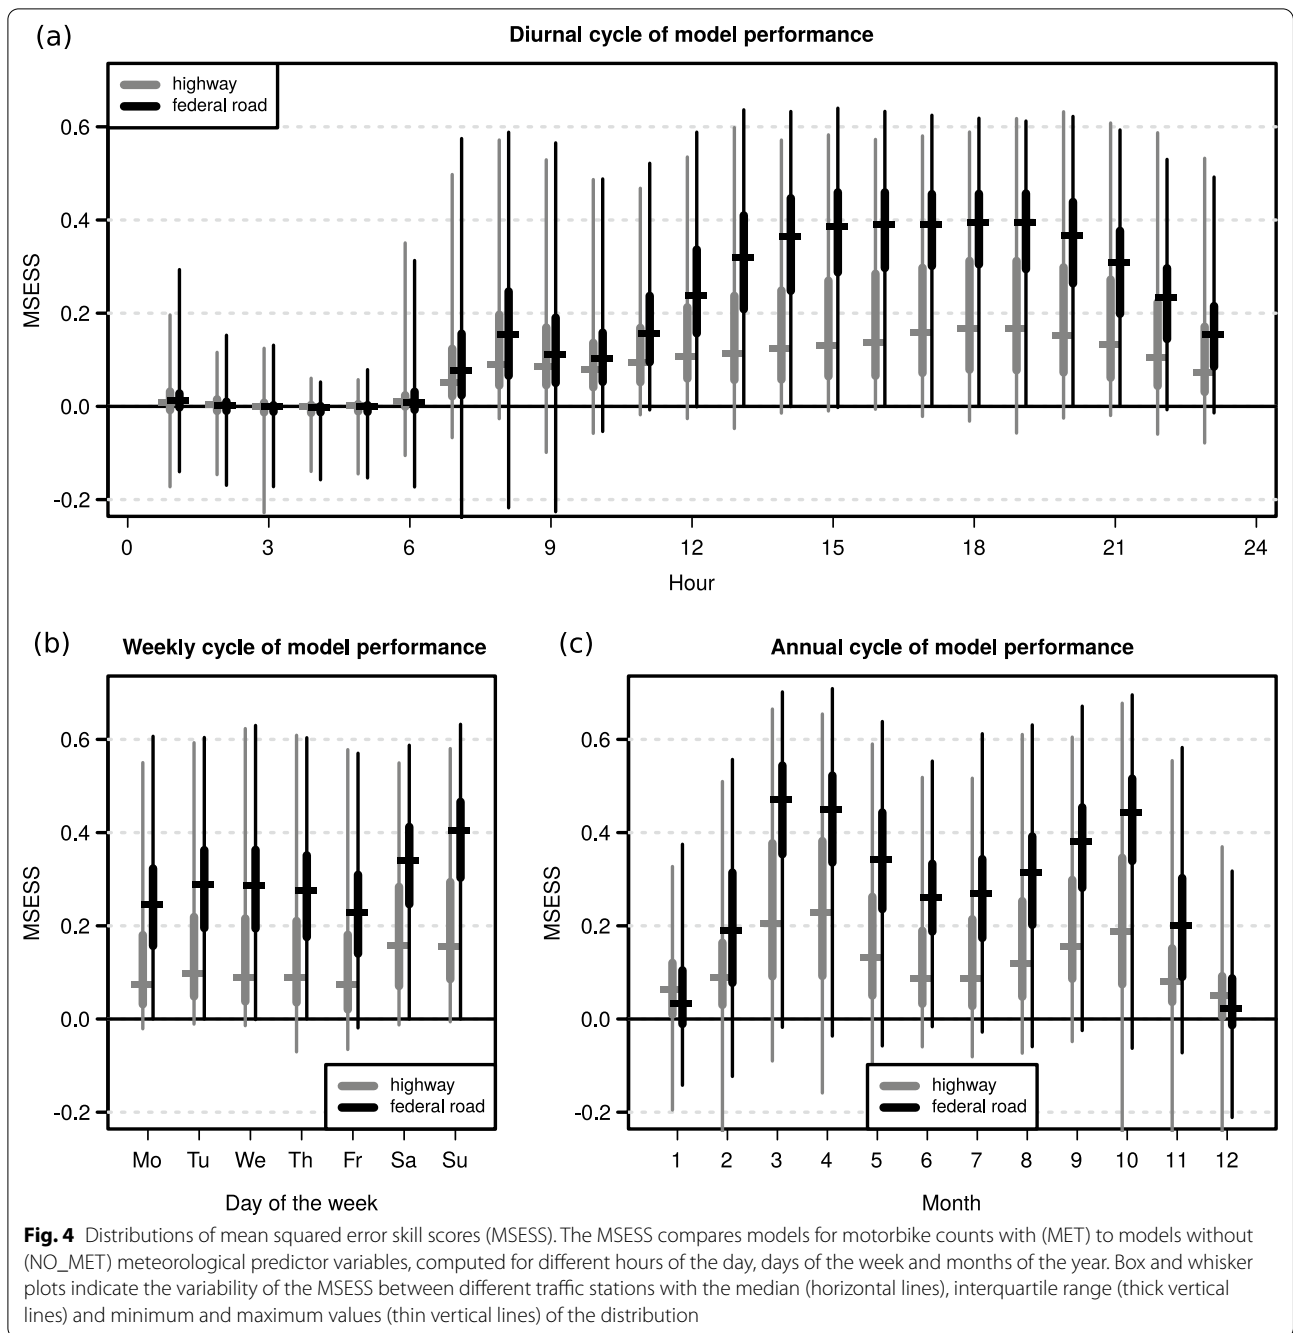 (a)
Diurnal cycle of model performance
highway
federal road
MSESS
0.6
0.4
0.2
0.0
-0.2
0 3 6 9 12 15 18 21 24
Hour
(b)
Weekly cycle of model performance
MSESS
0.6
0.4
0.2
0.0
-0.2
highway
federal road
Mo Tu We Th Fr Sa Su
Day of the week
(c)
Annual cycle of model performance
MSESS
0.6
0.4
0.2
0.0
-0.2
highway
federal road
1 2 3 4 5 6 7 8 9 10 11 12
Month
Fig. 4 Distributions of mean squared error skill scores (MSESS). The MSESS compares models for motorbike counts with (MET) to models without
(NO_MET) meteorological predictor variables, computed for different hours of the day, days of the week and months of the year. Box and whisker
plots indicate the variability of the MSESS between different traffic stations with the median (horizontal lines), interquartile range (thick vertical
lines) and minimum and maximum values (thin vertical lines) of the distribution